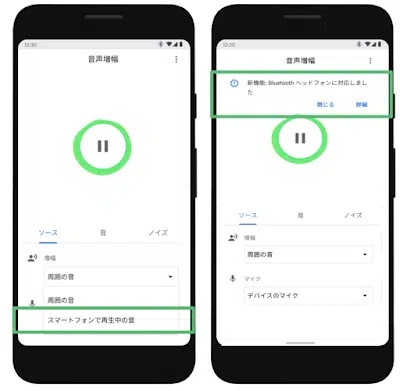 12:30
音声増幅
ソース
音
ノイズ
増幅
周囲の音
周囲の音
スマートフォンで再生中の音
12:30
音声増幅
新機能: Bluetooth ヘッドフォンに対応しまし
た
閉じる
詳細
ソース
音
ノイズ
増幅
周囲の音
マイク
デバイスのマイク